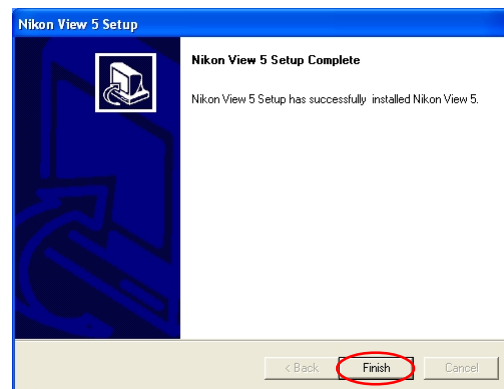 Nikon View 5 Setup
Nikon View 5 Setup Complete
Nikon View 5 Setup has successfully installed Nikon View 5.
< Back
Finish
Cancel